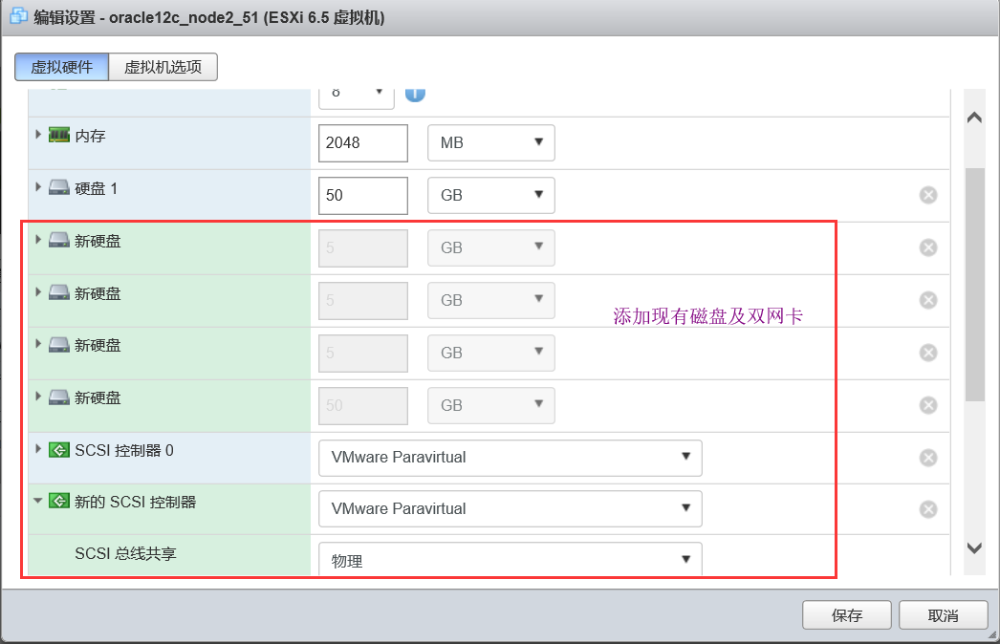 编辑设置 - oracle12c_node2_51 (ESXi 6.5 虚拟机)
虚拟硬件 虚拟机选项
8
内存 2048 MB
硬盘 1 50 GB
新硬盘 5 GB
新硬盘 5 GB
添加现有磁盘及双网卡
新硬盘 5 GB
新硬盘 50 GB
SCSI 控制器 0 VMware Paravirtual
新的 SCSI 控制器 VMware Paravirtual
SCSI 总线共享 物理
保存 取消